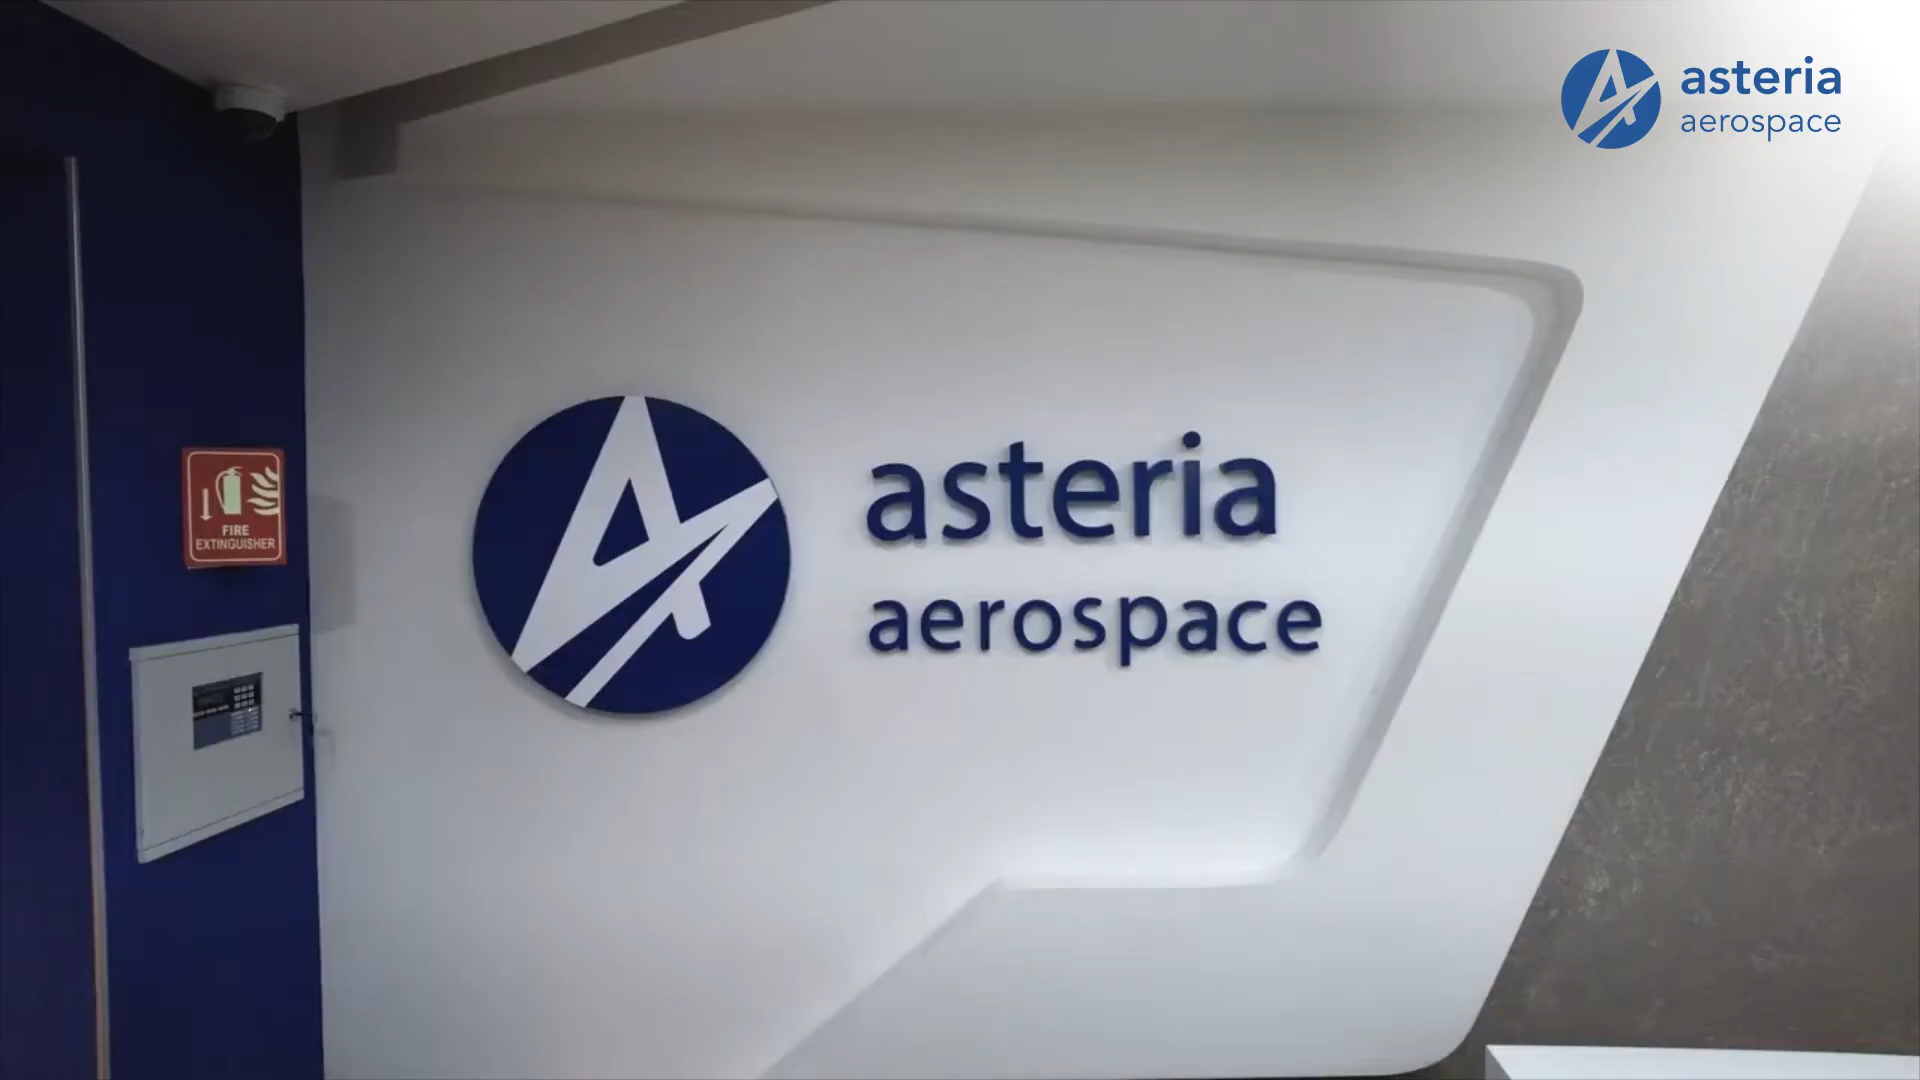 asteria
aerospace
asteria
aerospace
FIRE
EXTINGUISHER